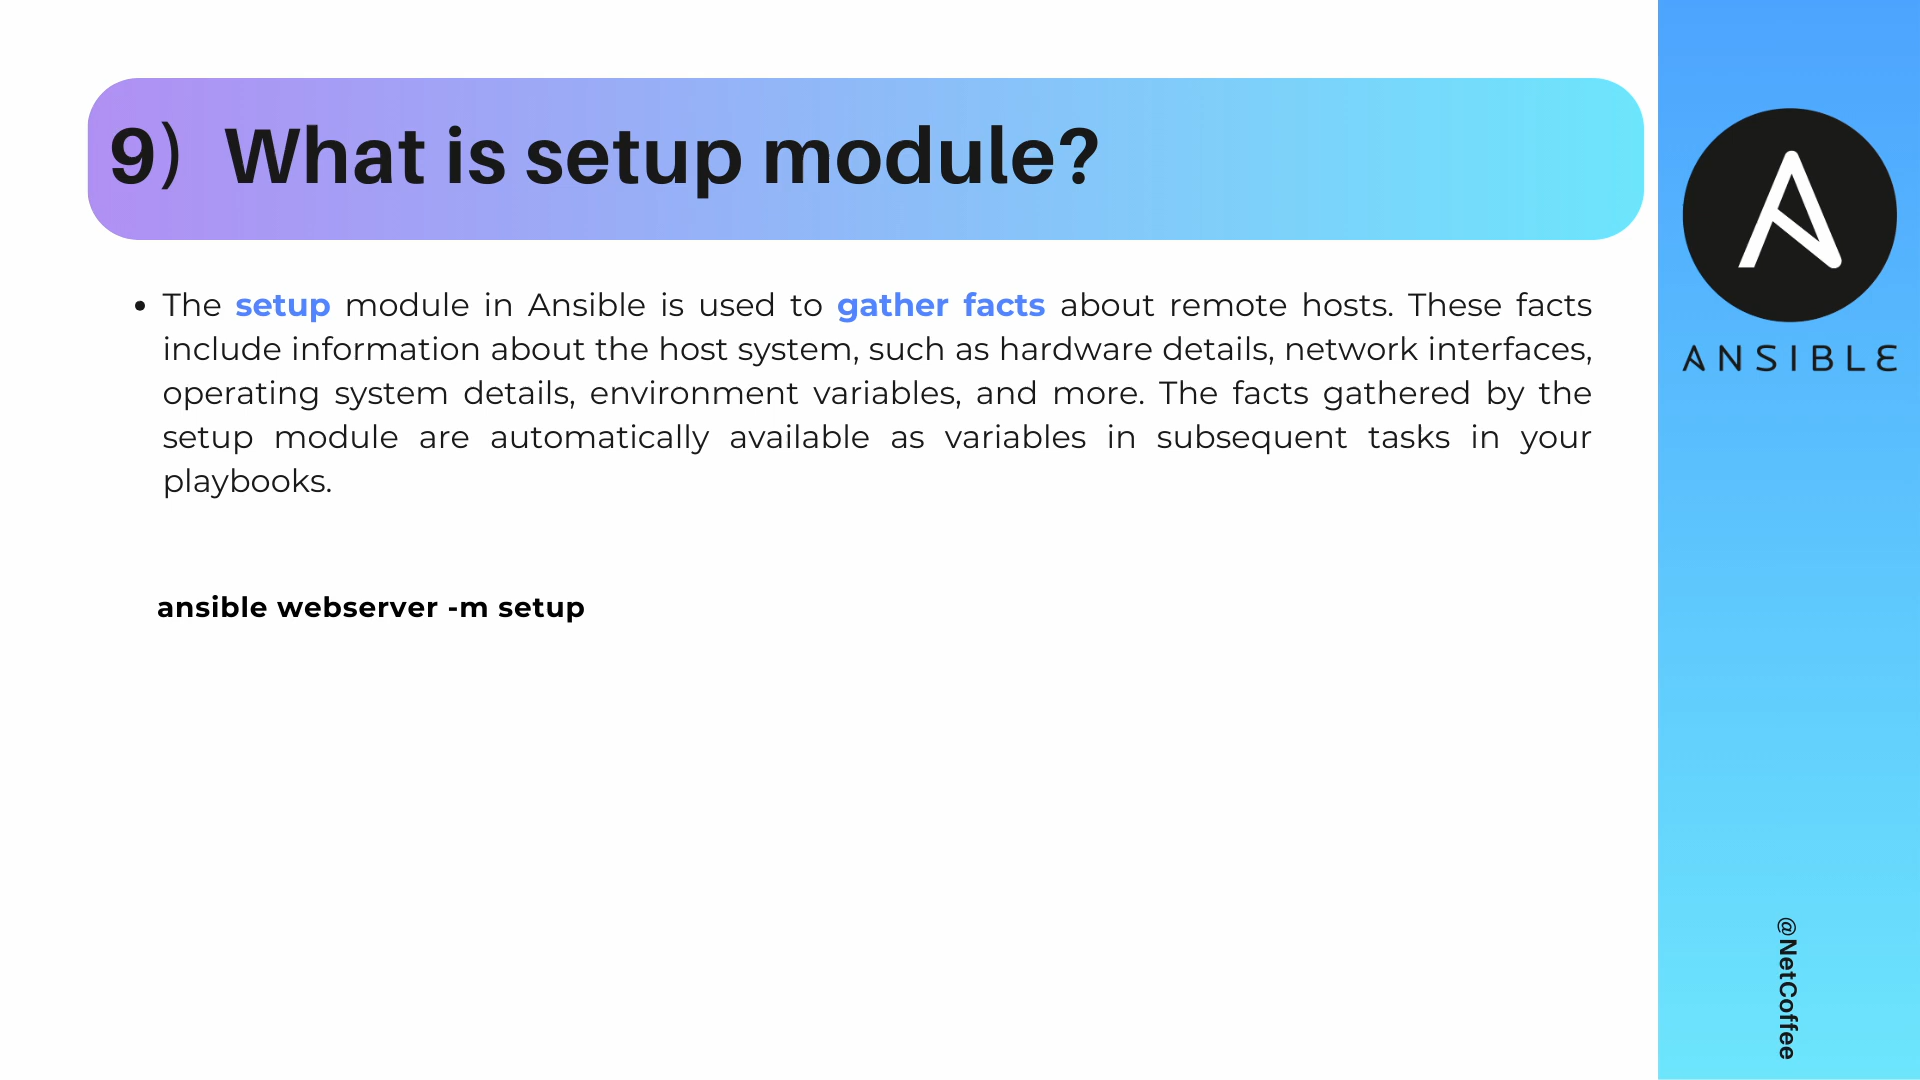 9) What is setup module?
• The setup module in Ansible is used to gather facts about remote hosts. These facts
include information about the host system, such as hardware details, network interfaces,
operating system details, environment variables, and more. The facts gathered by the
setup module are automatically available as variables in subsequent tasks in your
playbooks.
ansible webserver -m setup
ANSIBLE
@NetCoffee